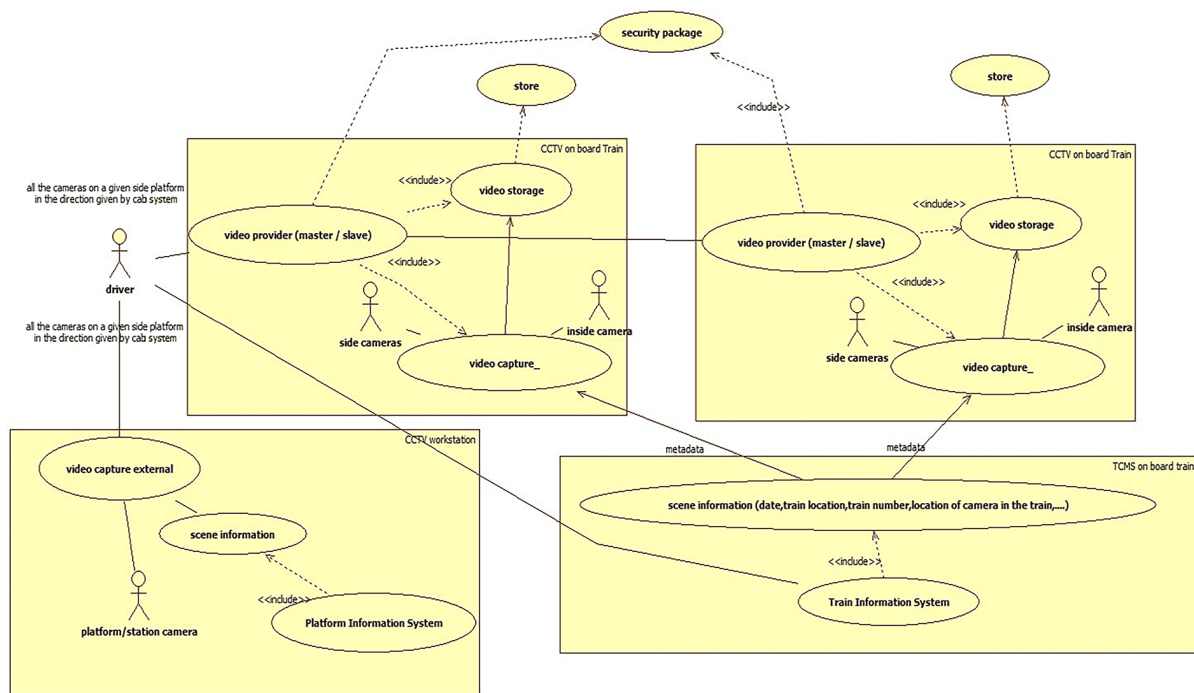 security package
store
store
<<include>>
CCTV on board Train
CCTV on board Train
all the cameras on a given side platform
in the direction given by cab system
<<include>>
video storage
<<include>>
video storage
video provider (master / slave)
video provider (master / slave)
driver
<<include>>
<<include>>
all the cameras on a given side platform
in the direction given by cab system
side cameras
inside camera
side cameras
inside camera
video capture_
video capture_
CCTV workstation
metadata
metadata
video capture external
TCMS on board train
scene information (date,train location,train number,location of camera in the train,....)
scene information
<<include>>
<<include>>
Train Information System
Platform Information System
platform/station camera